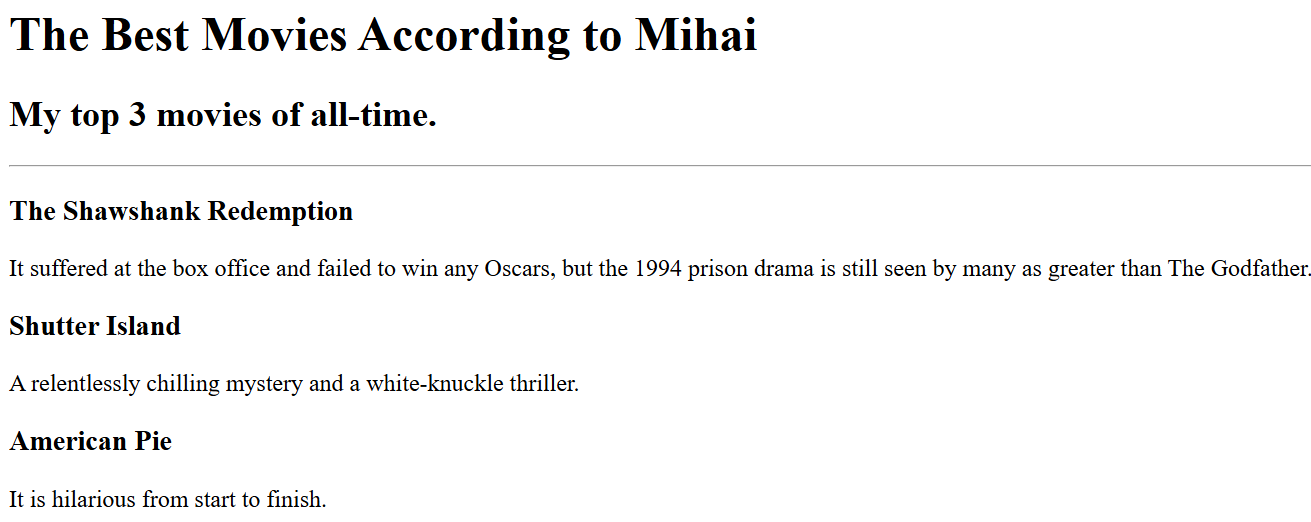 The Best Movies According to Mihai
My top 3 movies of all-time.
The Shawshank Redemption
It suffered at the box office and failed to win any Oscars, but the 1994 prison drama is still seen by many as greater than The Godfather.
Shutter Island
A relentlessly chilling mystery and a white-knuckle thriller.
American Pie
It is hilarious from start to finish.